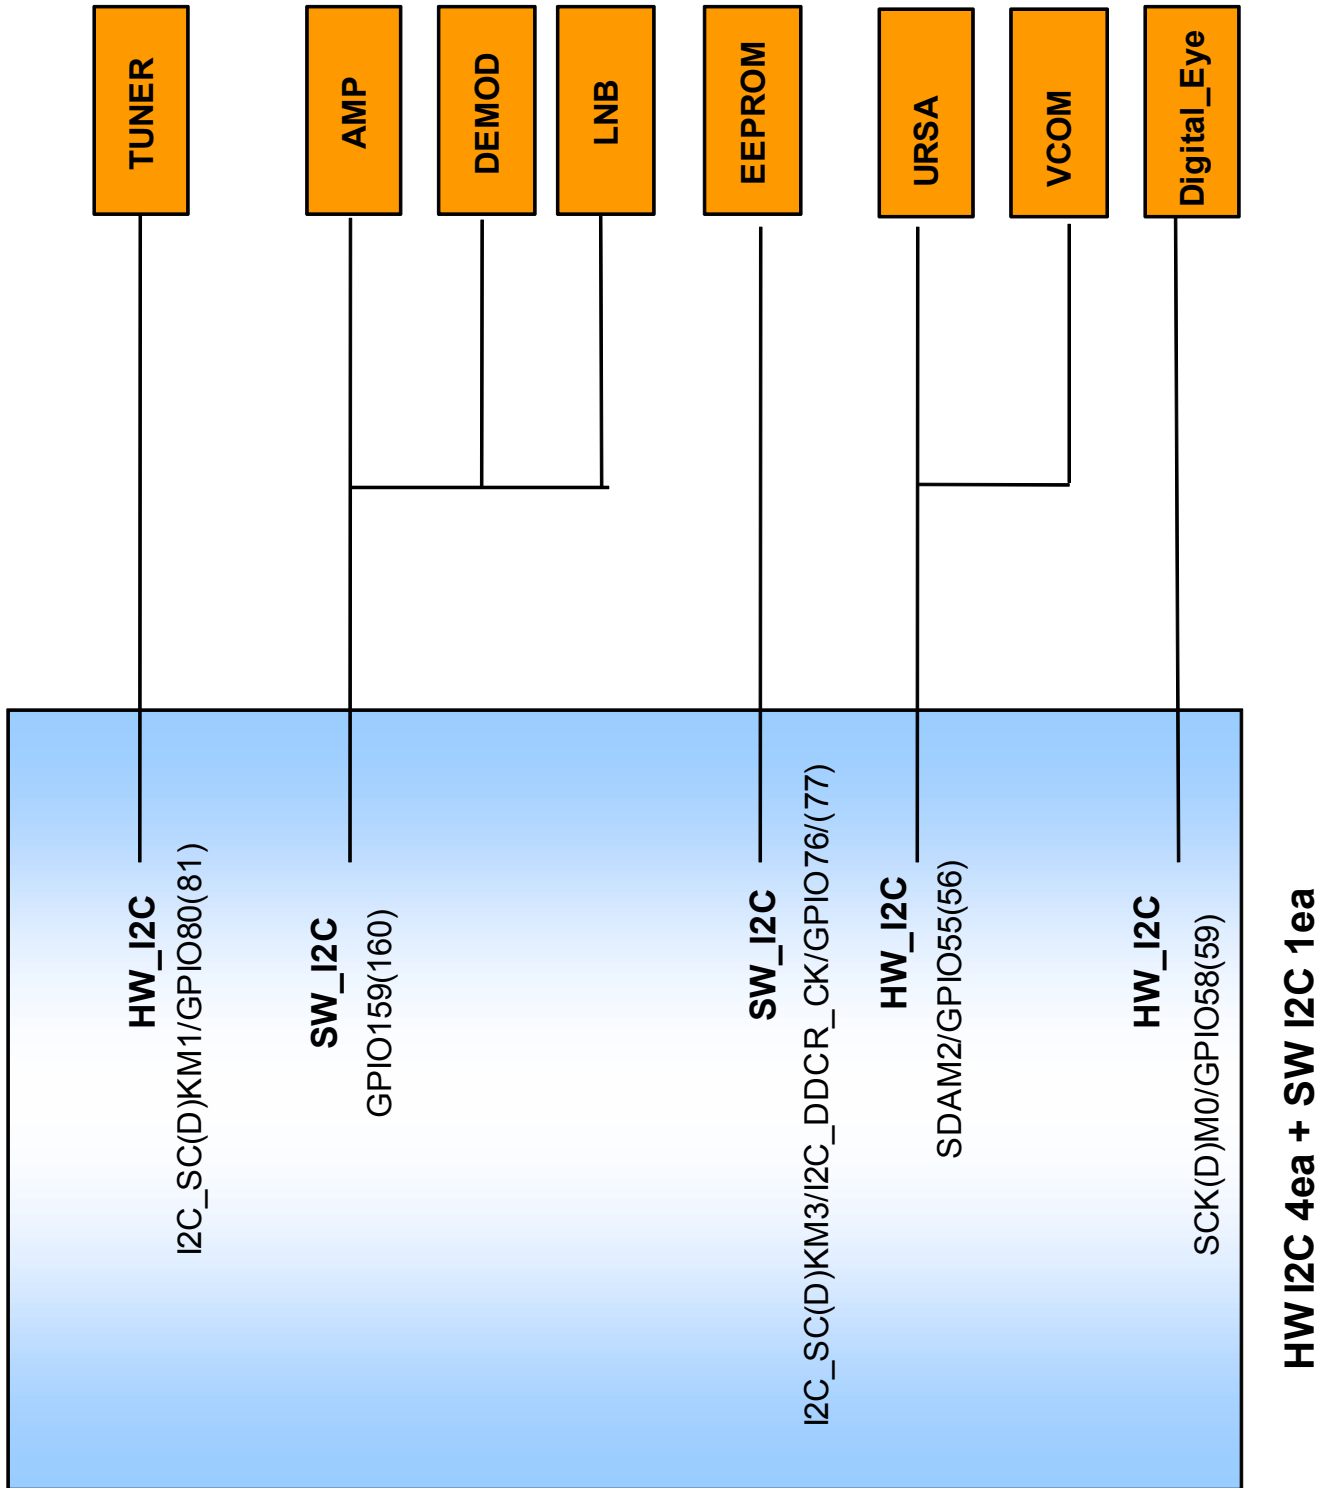 TUNER
AMP
DEMOD
LNB
EEPROM
URSA
VCOM
Digital_Eye
HW_I2C
I2C_SC(D)KM1/GPIO80(81)
SW_I2C
GPIO159(160)
SW_I2C
I2C_SC(D)KM3/I2C_DDCR_CK/GPIO76/(77)
HW_I2C
SDAM2/GPIO55(56)
HW_I2C
SCK(D)M0/GPIO58(59)
HW I2C 4ea + SW I2C 1ea